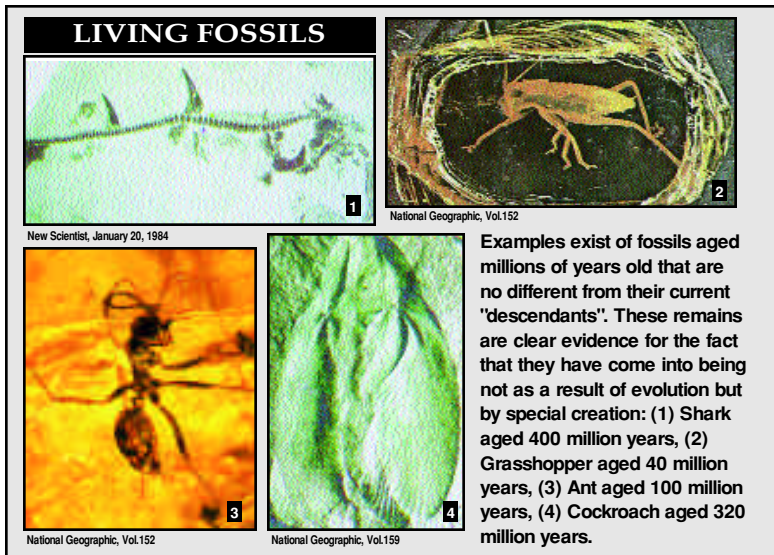 LIVING FOSSILS
1
New Scientist, January 20, 1984
2
National Geographic, Vol.152
3
National Geographic, Vol.152
4
National Geographic, Vol.159
Examples exist of fossils aged
millions of years old that are
no different from their current
"descendants". These remains
are clear evidence for the fact
that they have come into being
not as a result of evolution but
by special creation: (1) Shark
aged 400 million years, (2)
Grasshopper aged 40 million
years, (3) Ant aged 100 million
years, (4) Cockroach aged 320
million years.